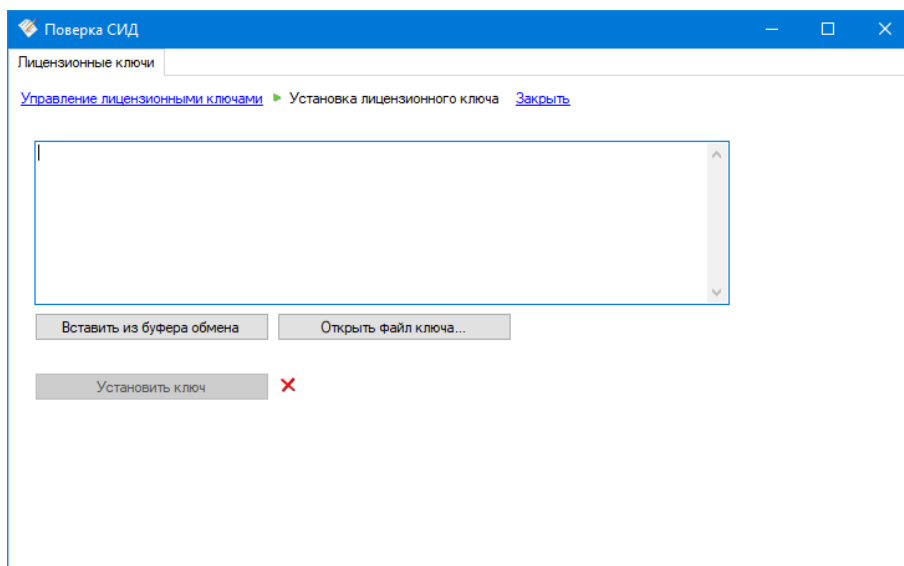 Поверка СИД
Лицензионные ключи
Управление лицензионными ключами Установка лицензионного ключа Закрыть
Вставить из буфера обмена Открыть файл ключа...
Установить ключ